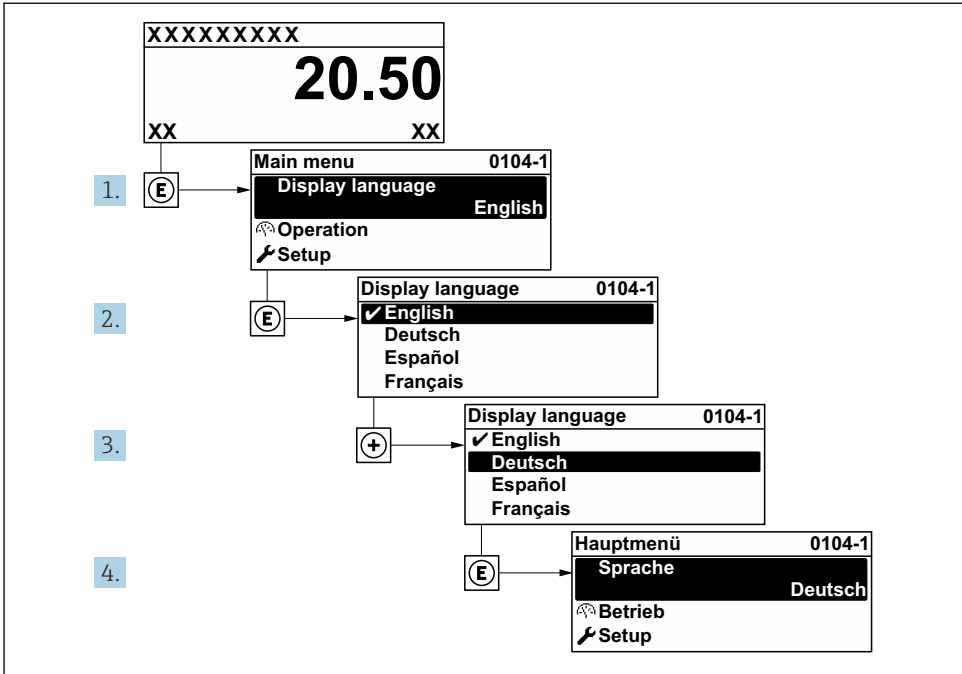 XXXXXXXXX
20.50
XX XX
1. E
Main menu 0104-1
Display language
English
Operation
Setup
2. E
Display language 0104-1
✔English
Deutsch
Español
Français
3. +
Display language 0104-1
✔English
Deutsch
Español
Français
4. E
Hauptmenü 0104-1
Sprache
Deutsch
Betrieb
Setup